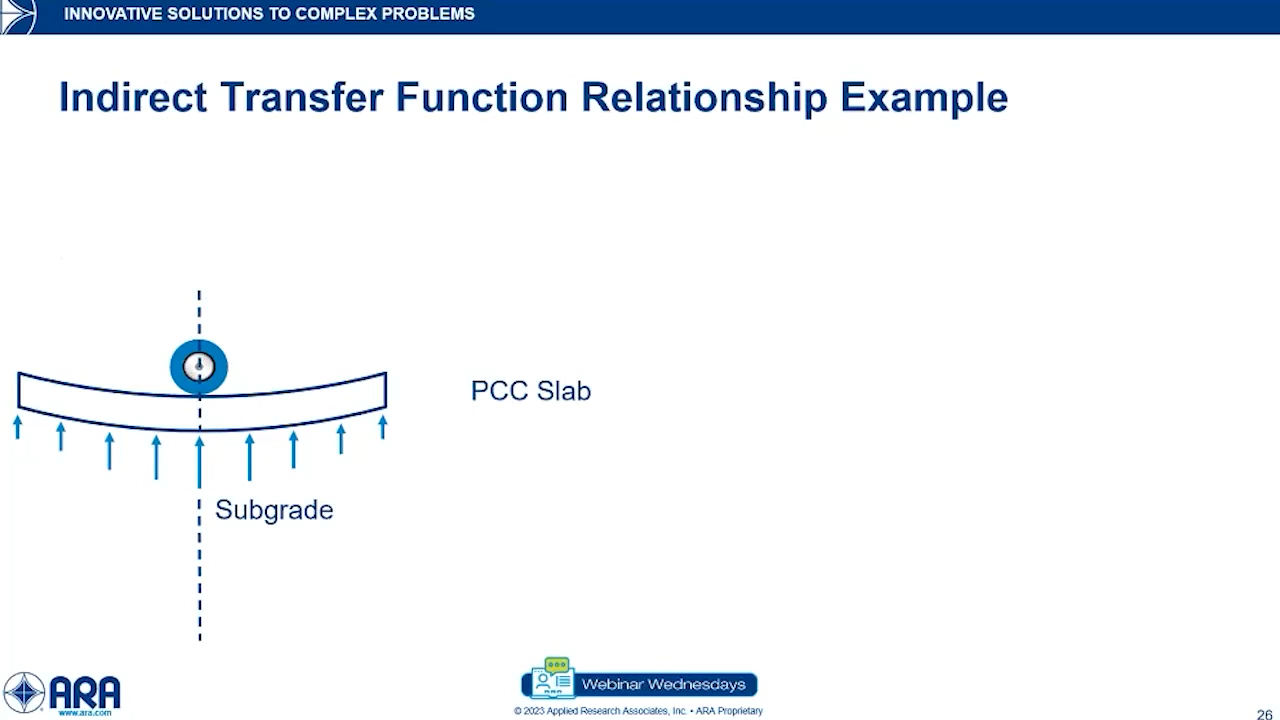 INNOVATIVE SOLUTIONS TO COMPLEX PROBLEMS
Indirect Transfer Function Relationship Example
PCC Slab
Subgrade
ARA
www.ara.com
Webinar Wednesdays
© 2023 Applied Research Associates, Inc. • ARA Proprietary
26